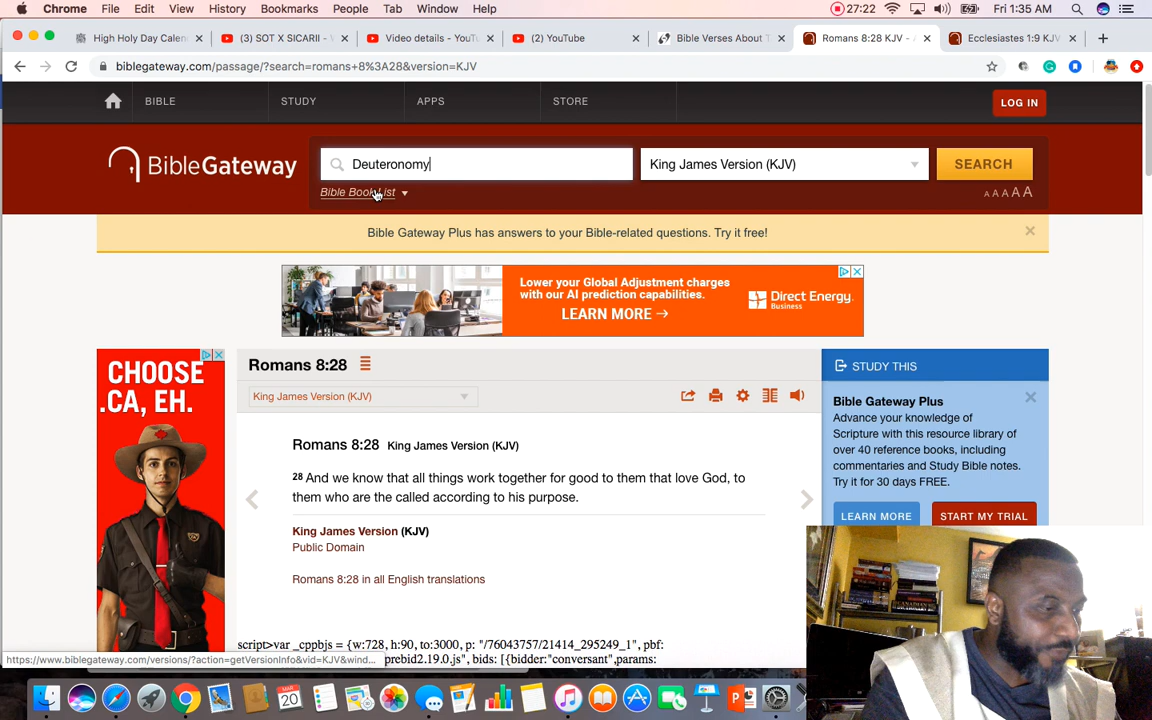 Chrome File Edit View History Bookmarks People Tab Window Help 27:22 Fri 1:35 AM
High Holy Day Calen (3) SOT X SICARII - Video details - YouTu (2) YouTube Bible Verses About T Romans 8:28 KJV - Ecclesiastes 1:9 KJV
biblegateway.com/passage/?search=romans+8%3A28&version=KJV
BIBLE STUDY APPS STORE LOG IN
BibleGateway Deuteronomy King James Version (KJV) SEARCH
Bible Book List A A A A A
Bible Gateway Plus has answers to your Bible-related questions. Try it free!
Lower your Global Adjustment charges
with our AI prediction capabilities.
LEARN MORE →
Direct Energy.
Business
CHOOSE
.CA, EH.
Romans 8:28
King James Version (KJV)
Romans 8:28 King James Version (KJV)
28 And we know that all things work together for good to them that love God, to
them who are the called according to his purpose.
King James Version (KJV)
Public Domain
Romans 8:28 in all English translations
script>var _cppbjs = {w:728, h:90, to:3000, p: "/76043757/21414_295249_1", pbf:
prebid2.19.0.js", bids: [{bidder:"conversant",params:
STUDY THIS
Bible Gateway Plus
Advance your knowledge of
Scripture with this resource library of
over 40 reference books, including
commentaries and Study Bible notes.
Try it for 30 days FREE.
LEARN MORE START MY TRIAL
https://www.biblegateway.com/versions/?action=getVersionInfo&vid=KJV&wind...
MAR
20